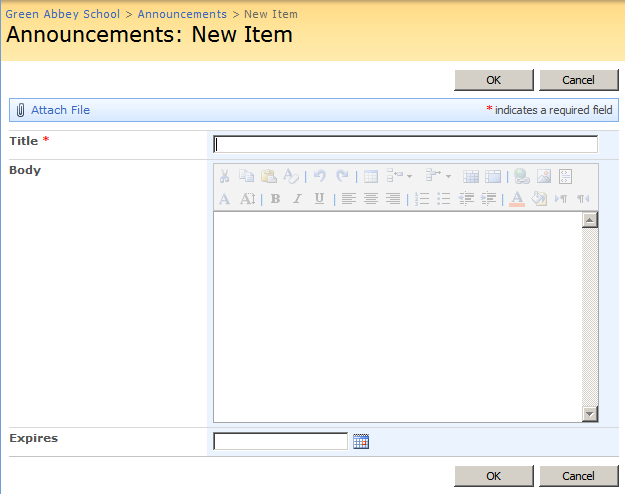 Green Abbey School > Announcements > New Item
Announcements: New Item
OK Cancel
Attach File * indicates a required field
Title *
Body
A A B I U A
Expires
OK Cancel